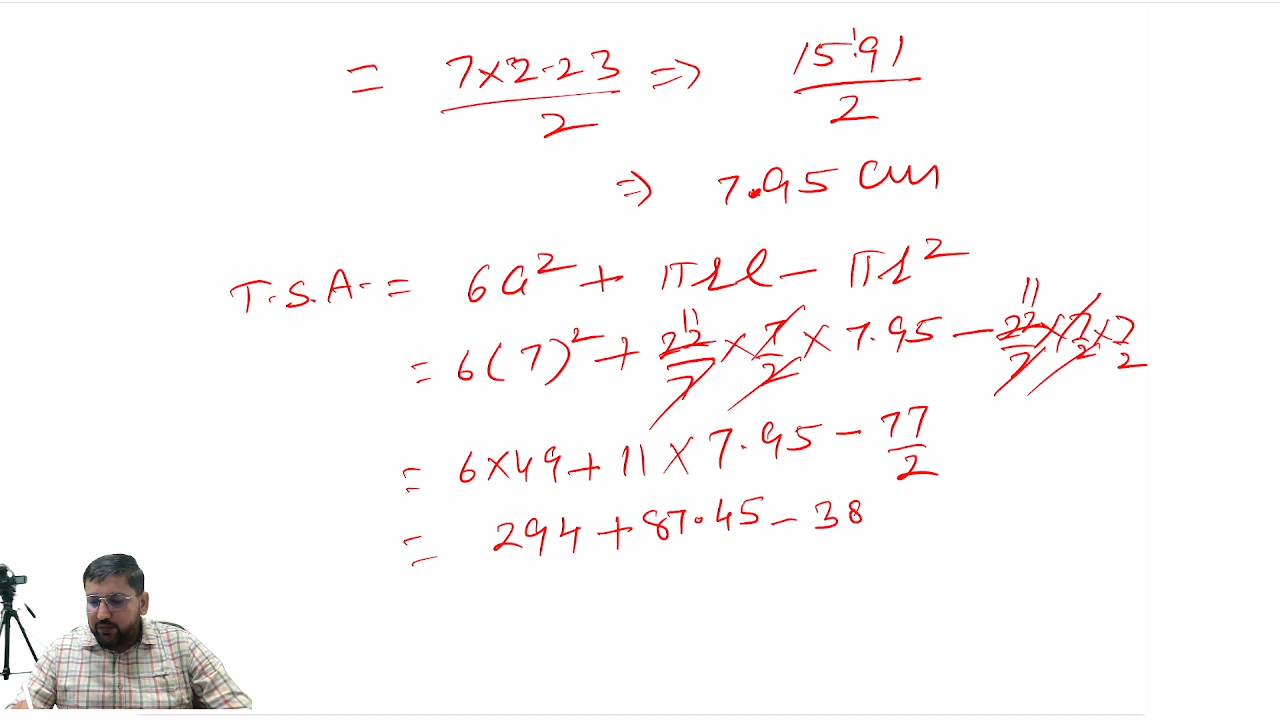 = 7×2.23/2 ⇒ 15.91/2
⇒ 7.95 cm
T.S.A. = 6a² + πrl − πr²
= 6(7)² + 22/7 × 7/2 × 7.95 − 22/7 × 7/2 × 7/2
11 11
= 6×49 + 11 × 7.95 − 77/2
= 294 + 87.45 − 38